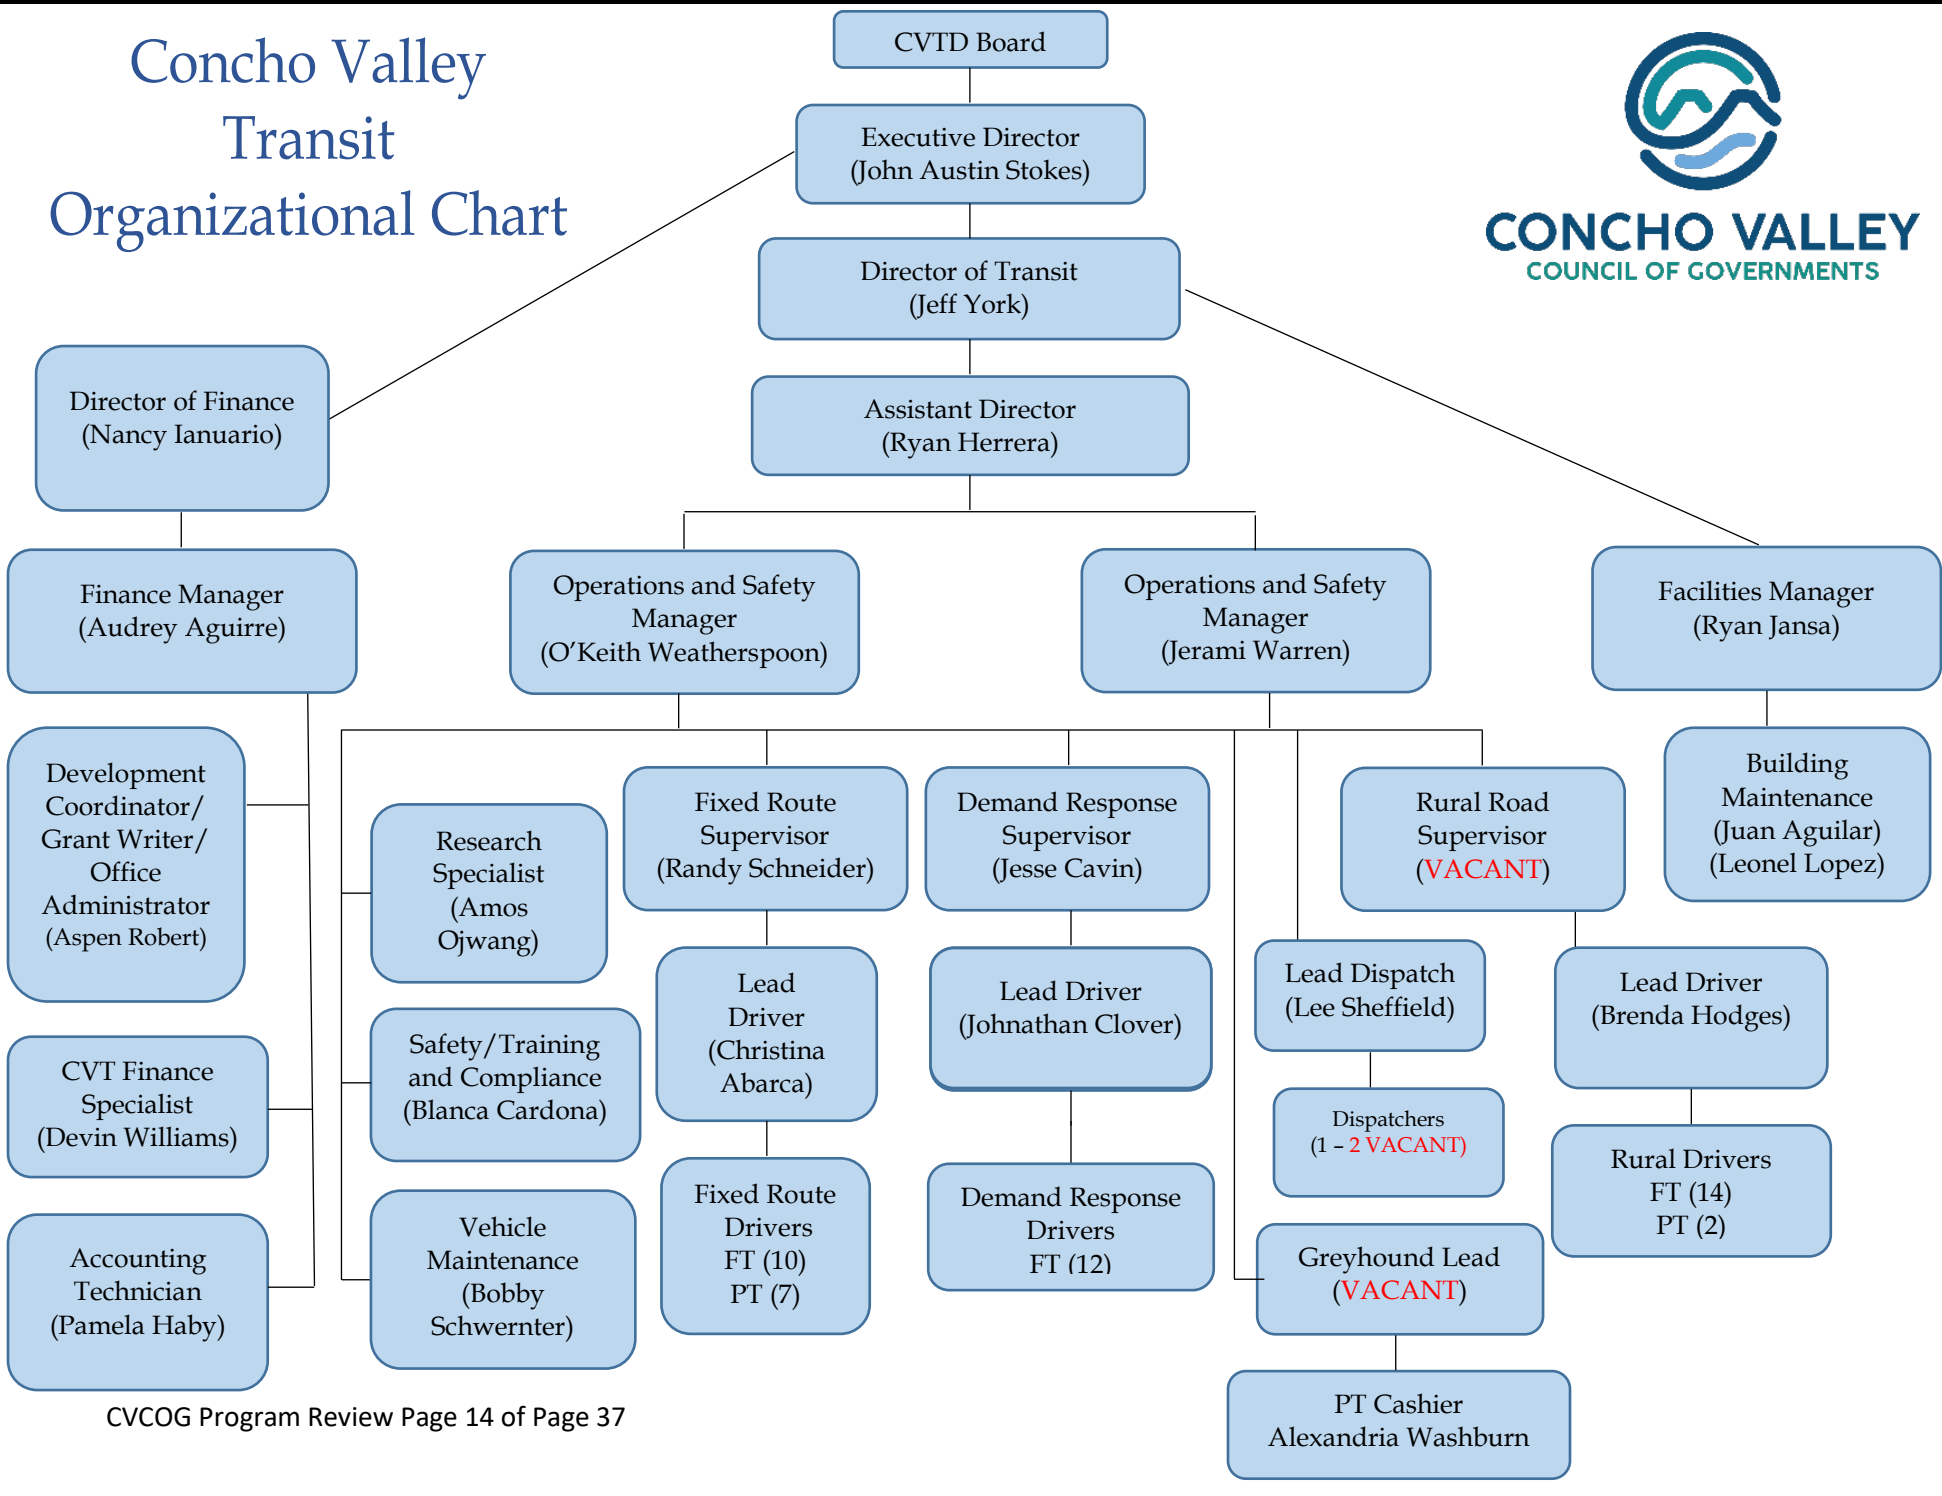 Concho Valley
Transit
Organizational Chart
CVTD Board
CONCHO VALLEY
COUNCIL OF GOVERNMENTS
Executive Director
(John Austin Stokes)
Director of Transit
(Jeff York)
Director of Finance
(Nancy Ianuario)
Assistant Director
(Ryan Herrera)
Finance Manager
(Audrey Aguirre)
Operations and Safety
Manager
(O’Keith Weatherspoon)
Operations and Safety
Manager
(Jerami Warren)
Facilities Manager
(Ryan Jansa)
Development
Coordinator/
Grant Writer/
Office
Administrator
(Aspen Robert)
Research
Specialist
(Amos
Ojwang)
Fixed Route
Supervisor
(Randy Schneider)
Demand Response
Supervisor
(Jesse Cavin)
Rural Road
Supervisor
(VACANT)
Building
Maintenance
(Juan Aguilar)
(Leonel Lopez)
Lead
Driver
(Christina
Abarca)
Lead Driver
(Johnathan Clover)
Lead Dispatch
(Lee Sheffield)
Lead Driver
(Brenda Hodges)
CVT Finance
Specialist
(Devin Williams)
Safety/Training
and Compliance
(Blanca Cardona)
Dispatchers
(1 – 2 VACANT)
Fixed Route
Drivers
FT (10)
PT (7)
Demand Response
Drivers
FT (12)
Rural Drivers
FT (14)
PT (2)
Accounting
Technician
(Pamela Haby)
Vehicle
Maintenance
(Bobby
Schwernter)
Greyhound Lead
(VACANT)
PT Cashier
Alexandria Washburn
CVCOG Program Review Page 14 of Page 37